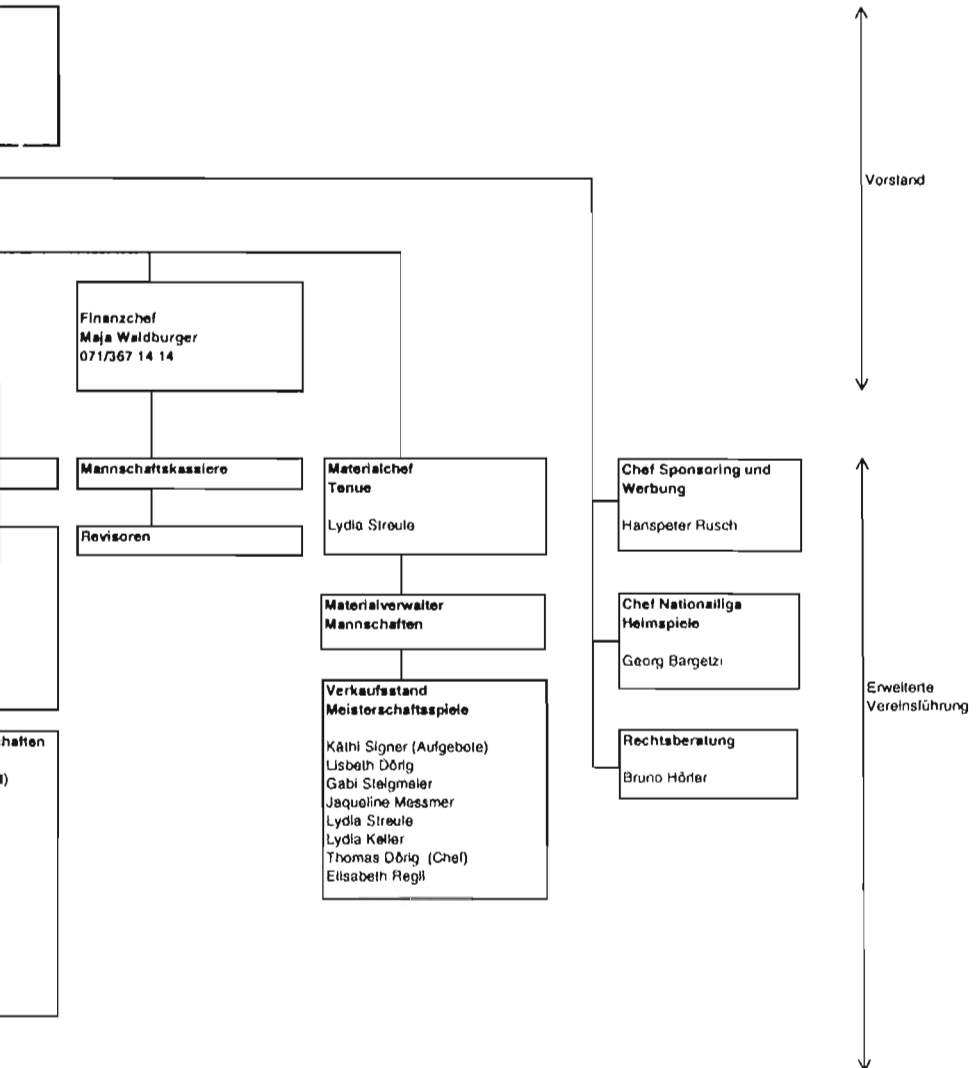 Vorstand
Finanzchef
Maja Waldburger
071/367 14 14
Mannschaftskassiere
Revisoren
Materialchef
Tenue
Lydia Streule
Materialverwalter
Mannschaften
Verkaufsstand
Meisterschaftsspiele
Käthi Signer (Aufgebote)
Lisbeth Dörig
Gabi Steigmeier
Jaqueline Messmer
Lydia Streule
Lydia Keller
Thomas Dörig (Chef)
Elisabeth Regli
Chef Sponsoring und
Werbung
Hanspeter Rusch
Chef Nationalliga
Heimspiele
Georg Bargetzi
Rechtsberatung
Bruno Hörler
Erweiterte
Vereinsführung
haften
)